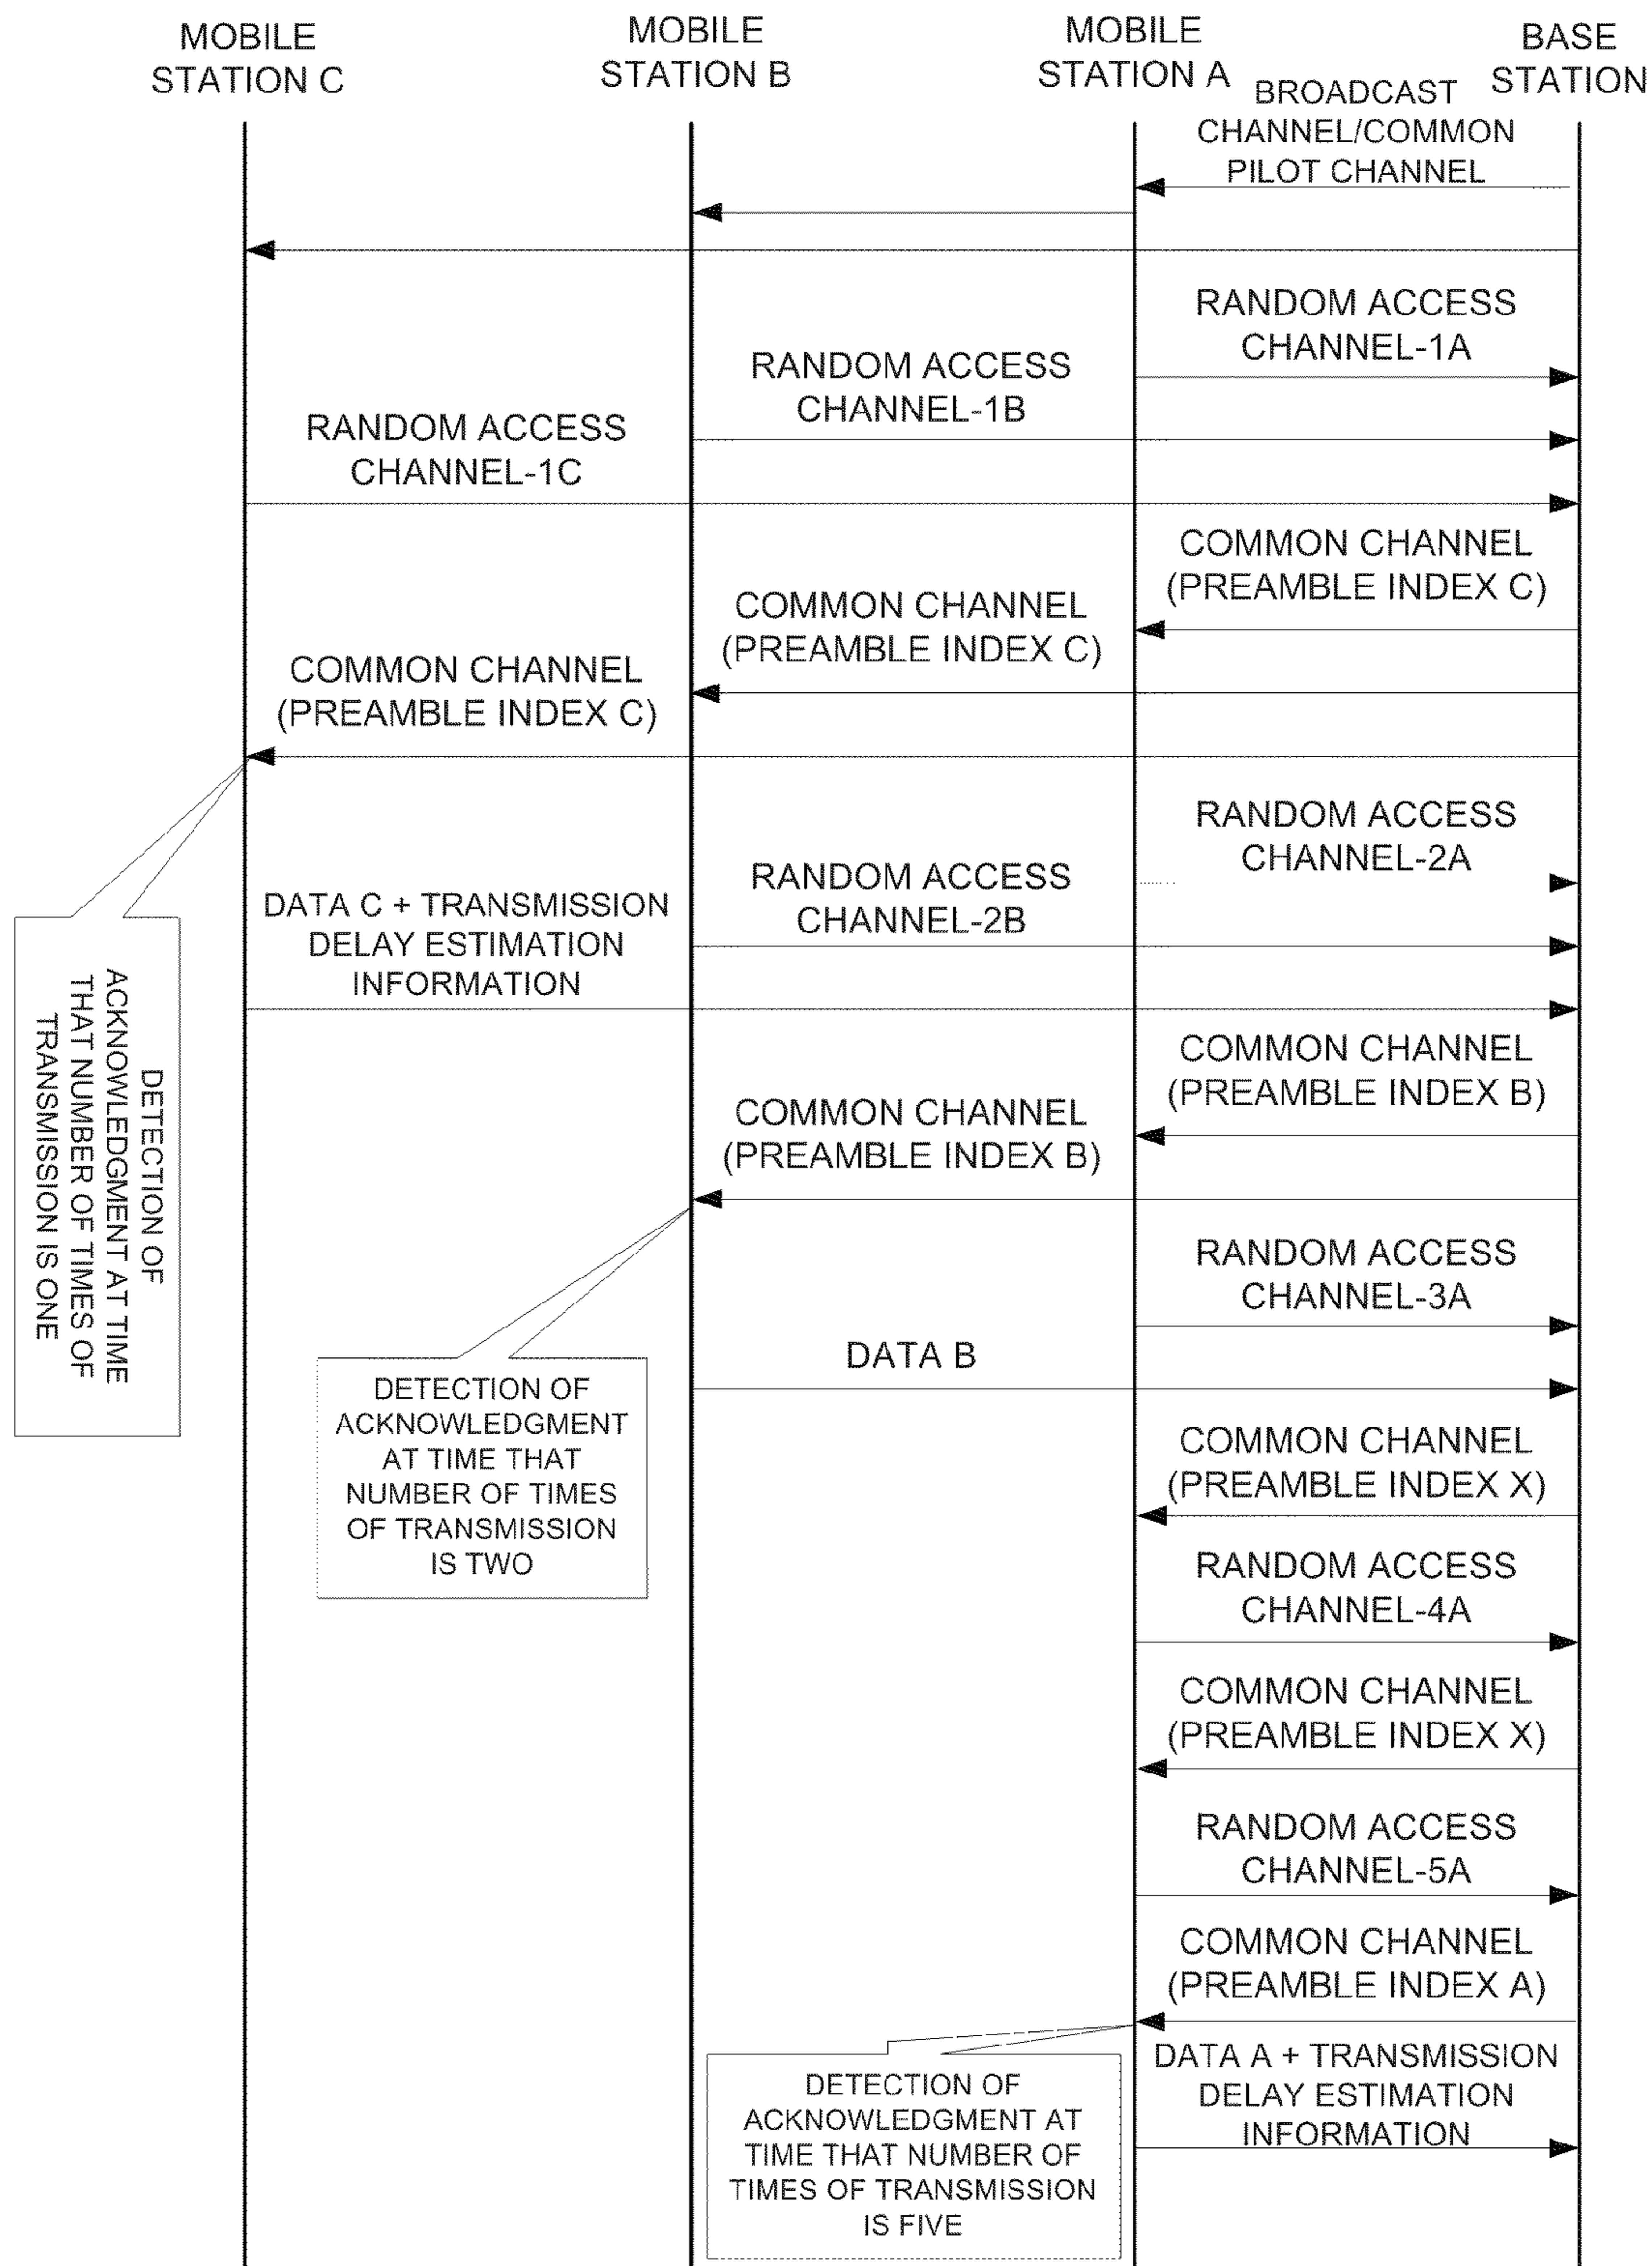 MOBILE
STATION C
MOBILE
STATION B
MOBILE
STATION A
BASE
STATION
BROADCAST
CHANNEL/COMMON
PILOT CHANNEL
RANDOM ACCESS
CHANNEL-1A
RANDOM ACCESS
CHANNEL-1B
RANDOM ACCESS
CHANNEL-1C
COMMON CHANNEL
(PREAMBLE INDEX C)
COMMON CHANNEL
(PREAMBLE INDEX C)
COMMON CHANNEL
(PREAMBLE INDEX C)
RANDOM ACCESS
CHANNEL-2A
RANDOM ACCESS
CHANNEL-2B
DATA C + TRANSMISSION
DELAY ESTIMATION
INFORMATION
DETECTION OF
ACKNOWLEDGMENT AT TIME
THAT NUMBER OF TIMES OF
TRANSMISSION IS ONE
COMMON CHANNEL
(PREAMBLE INDEX B)
COMMON CHANNEL
(PREAMBLE INDEX B)
RANDOM ACCESS
CHANNEL-3A
DATA B
DETECTION OF
ACKNOWLEDGMENT
AT TIME THAT
NUMBER OF TIMES
OF TRANSMISSION
IS TWO
COMMON CHANNEL
(PREAMBLE INDEX X)
RANDOM ACCESS
CHANNEL-4A
COMMON CHANNEL
(PREAMBLE INDEX X)
RANDOM ACCESS
CHANNEL-5A
COMMON CHANNEL
(PREAMBLE INDEX A)
DATA A + TRANSMISSION
DELAY ESTIMATION
INFORMATION
DETECTION OF
ACKNOWLEDGMENT AT
TIME THAT NUMBER OF
TIMES OF TRANSMISSION
IS FIVE